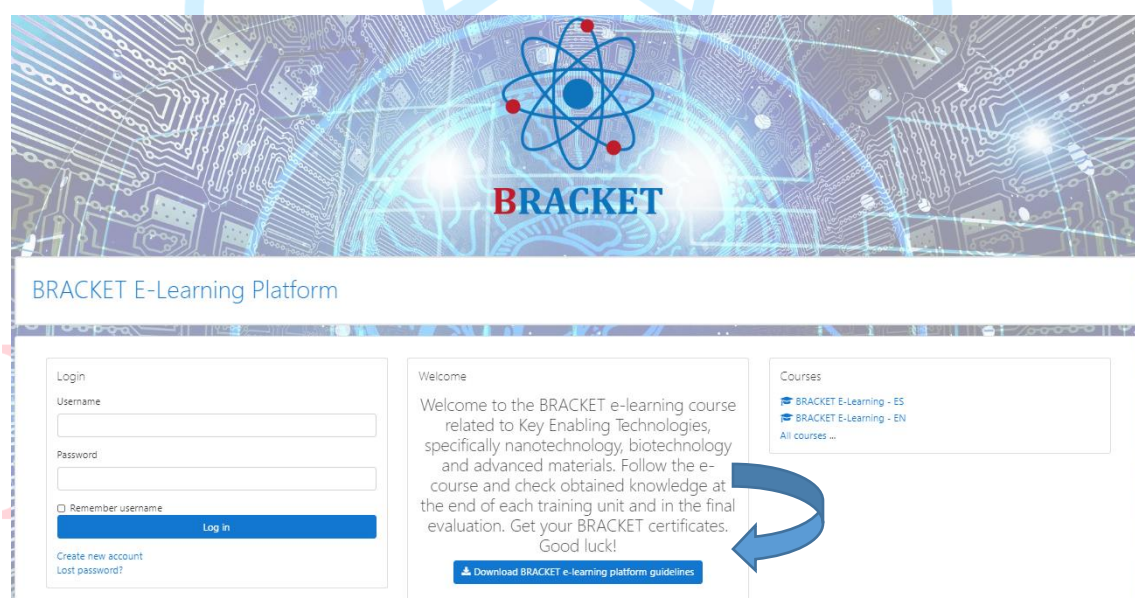 BRACKET
BRACKET E-Learning Platform
Login
Username
Password
Remember username
Log in
Create new account
Lost password?
Welcome
Welcome to the BRACKET e-learning course
related to Key Enabling Technologies,
specifically nanotechnology, biotechnology
and advanced materials. Follow the e-
course and check obtained knowledge at
the end of each training unit and in the final
evaluation. Get your BRACKET certificates.
Good luck!
Download BRACKET e-learning platform guidelines
Courses
BRACKET E-Learning - ES
BRACKET E-Learning - EN
All courses ...